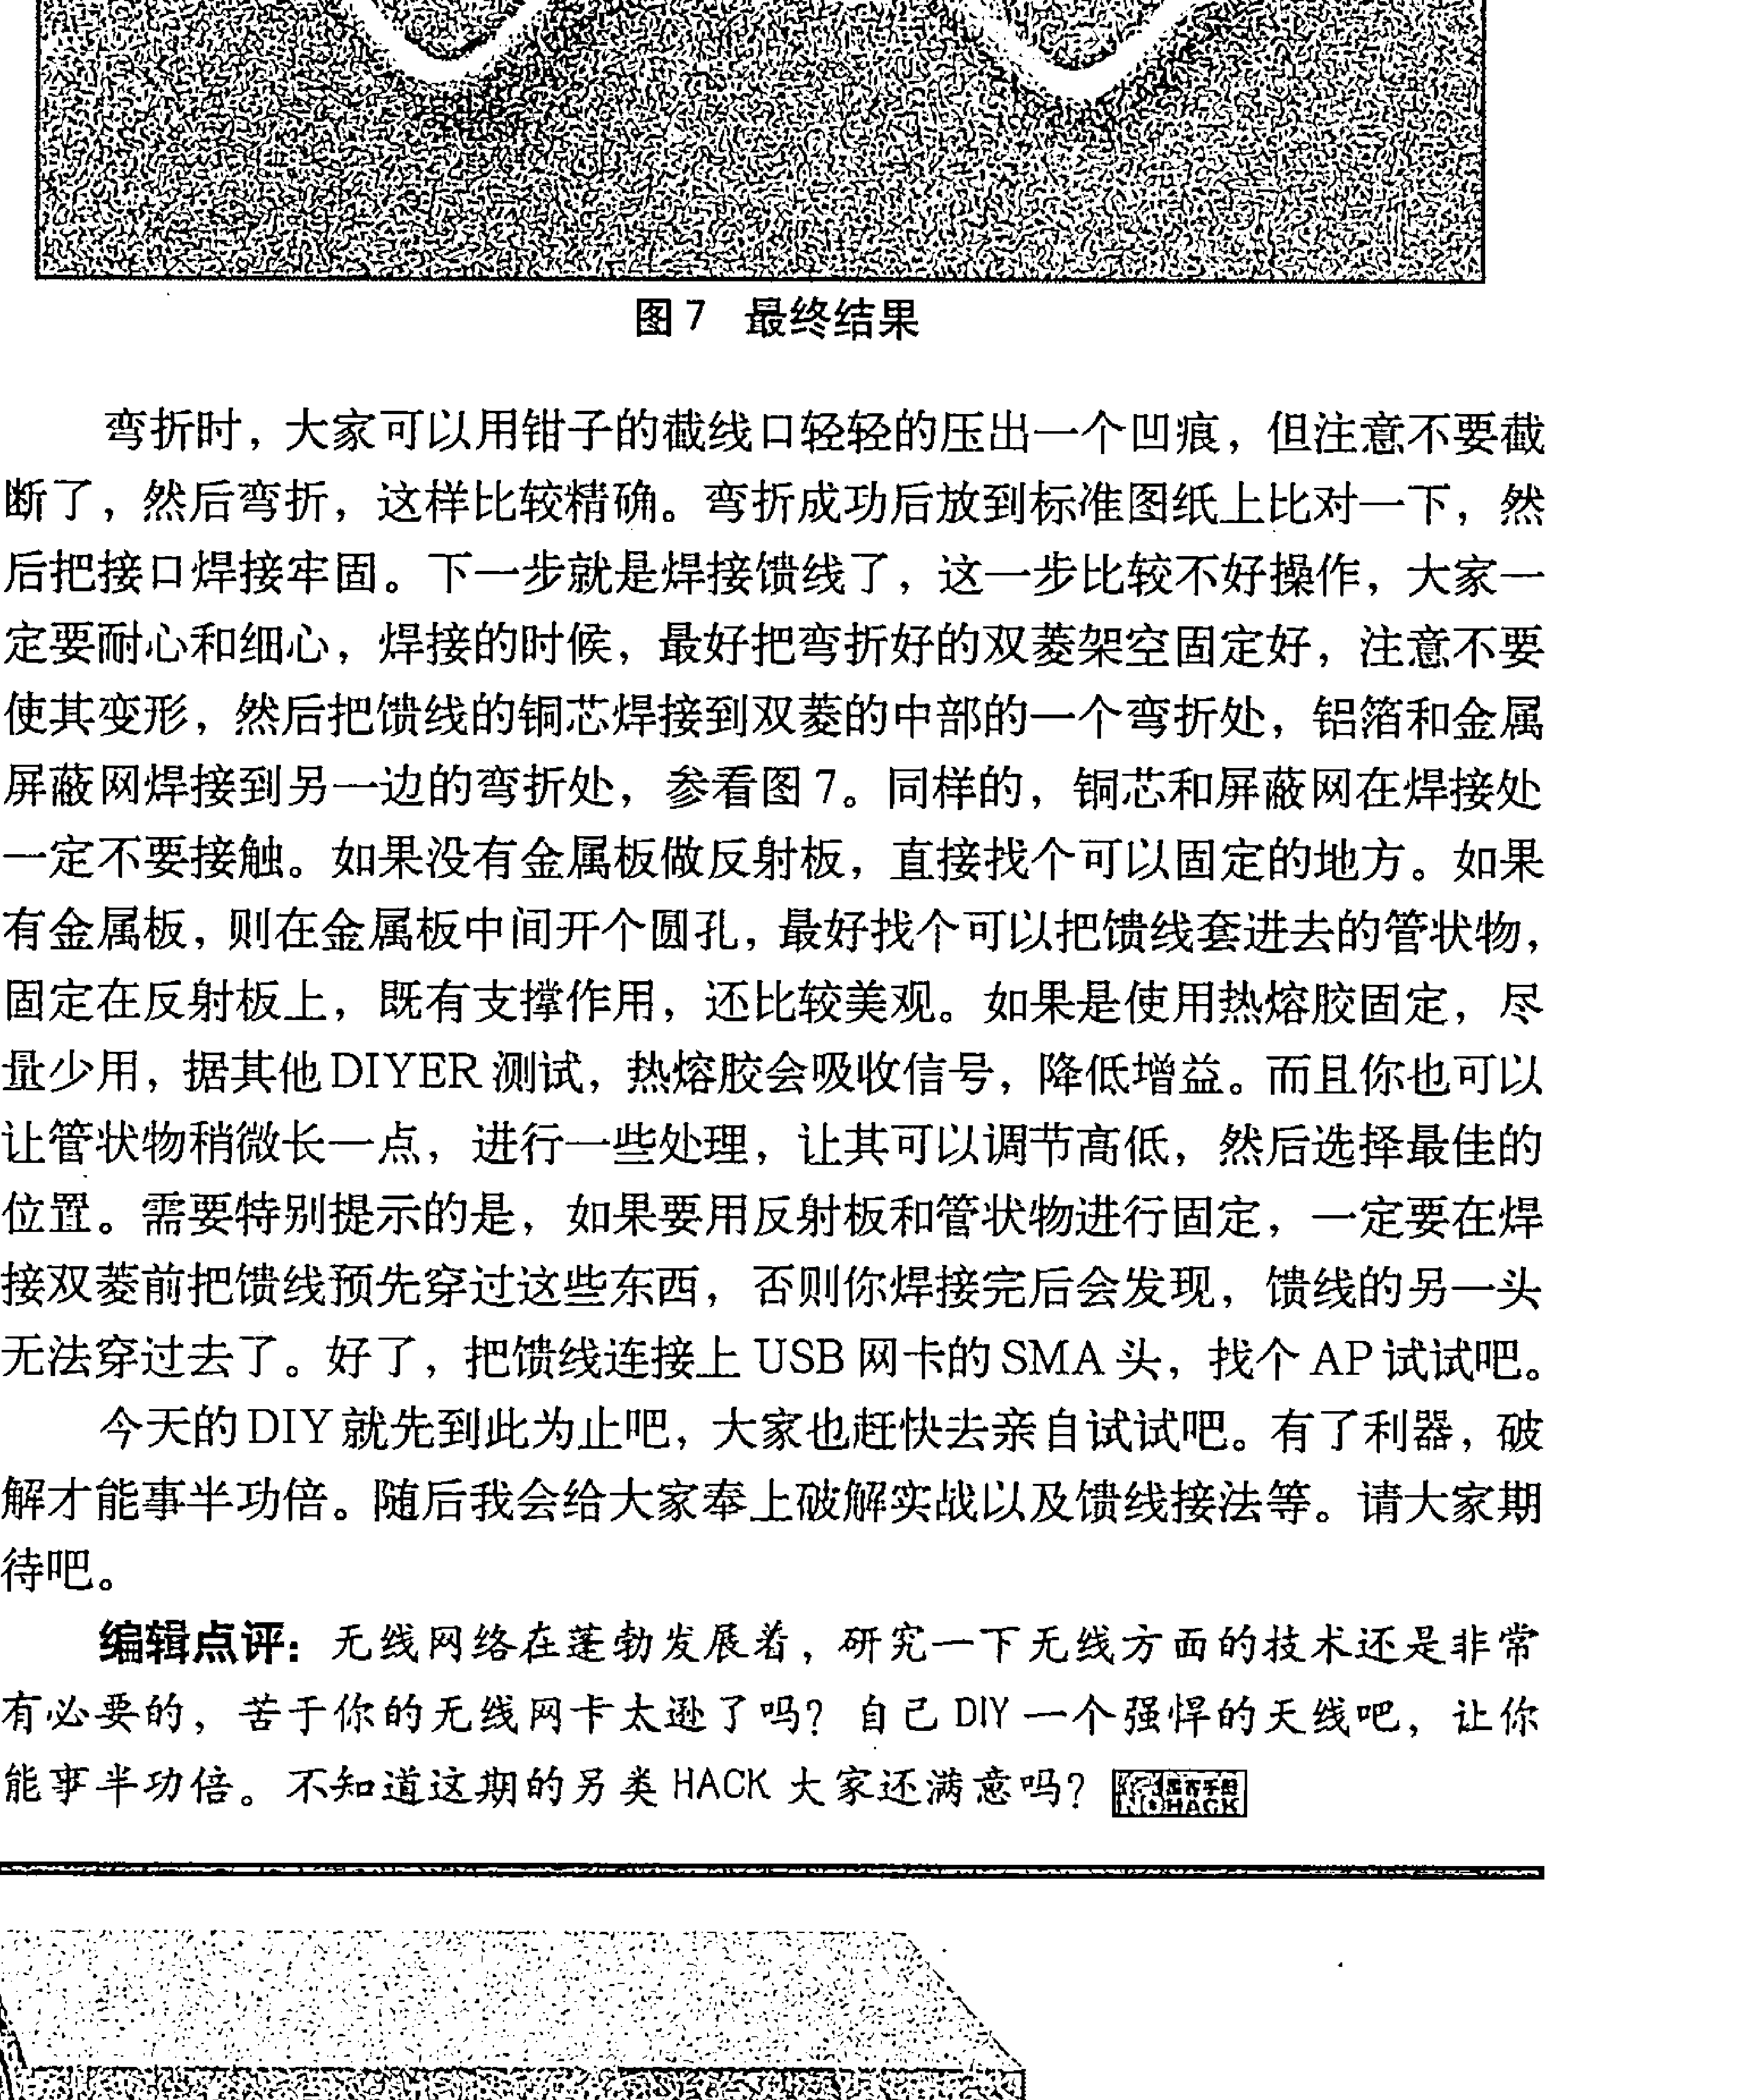 图 7 最终结果
弯折时，大家可以用钳子的截线口轻轻的压出一个凹痕，但注意不要截
断了，然后弯折，这样比较精确。弯折成功后放到标准图纸上比对一下，然
后把接口焊接牢固。下一步就是焊接馈线了，这一步比较不好操作，大家一
定要耐心和细心，焊接的时候，最好把弯折好的双菱架空固定好，注意不要
使其变形，然后把馈线的铜芯焊接到双菱的中部的一个弯折处，铝箔和金属
屏蔽网焊接到另一边的弯折处，参看图 7。同样的，铜芯和屏蔽网在焊接处
一定不要接触。如果没有金属板做反射板，直接找个可以固定的地方。如果
有金属板，则在金属板中间开个圆孔，最好找个可以把馈线套进去的管状物，
固定在反射板上，既有支撑作用，还比较美观。如果是使用热熔胶固定，尽
量少用，据其他 DIYER 测试，热熔胶会吸收信号，降低增益。而且你也可以
让管状物稍微长一点，进行一些处理，让其可以调节高低，然后选择最佳的
位置。需要特别提示的是，如果要用反射板和管状物进行固定，一定要在焊
接双菱前把馈线预先穿过这些东西，否则你焊接完后会发现，馈线的另一头
无法穿过去了。好了，把馈线连接上 USB 网卡的 SMA 头，找个 AP 试试吧。
今天的 DIY 就先到此为止吧，大家也赶快去亲自试试吧。有了利器，破
解才能事半功倍。随后我会给大家奉上破解实战以及馈线接法等。请大家期
待吧。
编辑点评：无线网络在蓬勃发展着，研究一下无线方面的技术还是非常
有必要的，苦于你的无线网卡太逊了吗？自己 DIY 一个强悍的天线吧，让你
能事半功倍。不知道这期的另类 HACK 大家还满意吗？ HACK